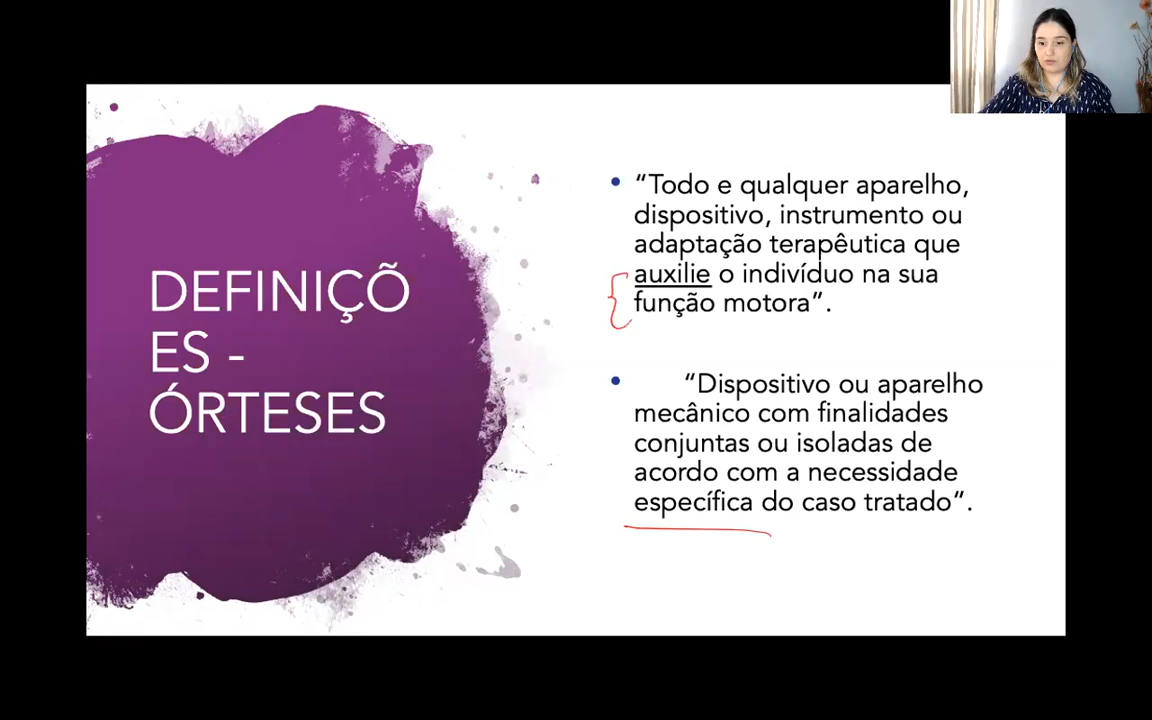 DEFINIÇÕ
ES -
ÓRTESES
“Todo e qualquer aparelho,
dispositivo, instrumento ou
adaptação terapêutica que
auxilie o indivíduo na sua
função motora”.
“Dispositivo ou aparelho
mecânico com finalidades
conjuntas ou isoladas de
acordo com a necessidade
específica do caso tratado”.